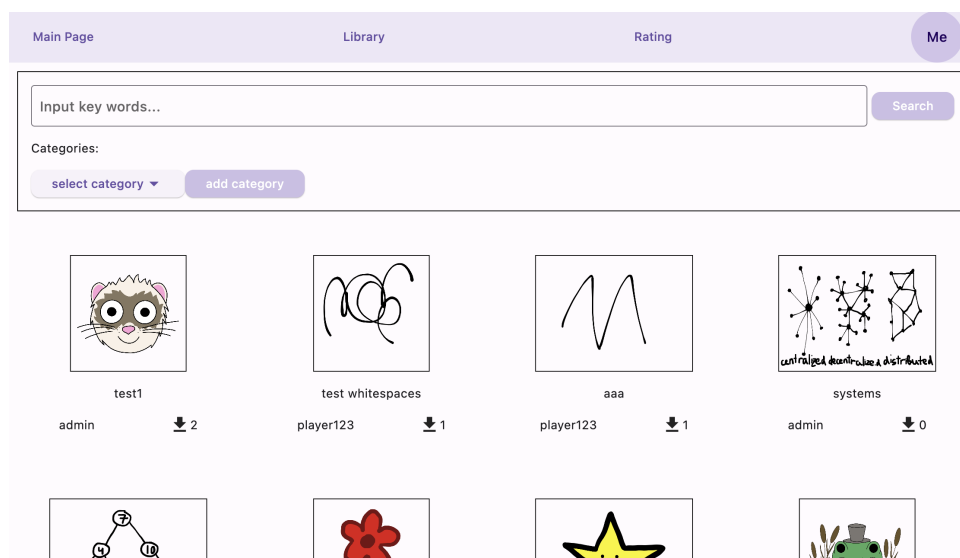 Main Page Library Rating Me
Input key words...
Search
Categories:
select category add category
centralized decentralized distributed
test1 test whitespaces aaa systems
admin 2 player123 1 player123 1 admin 0
7
4 10